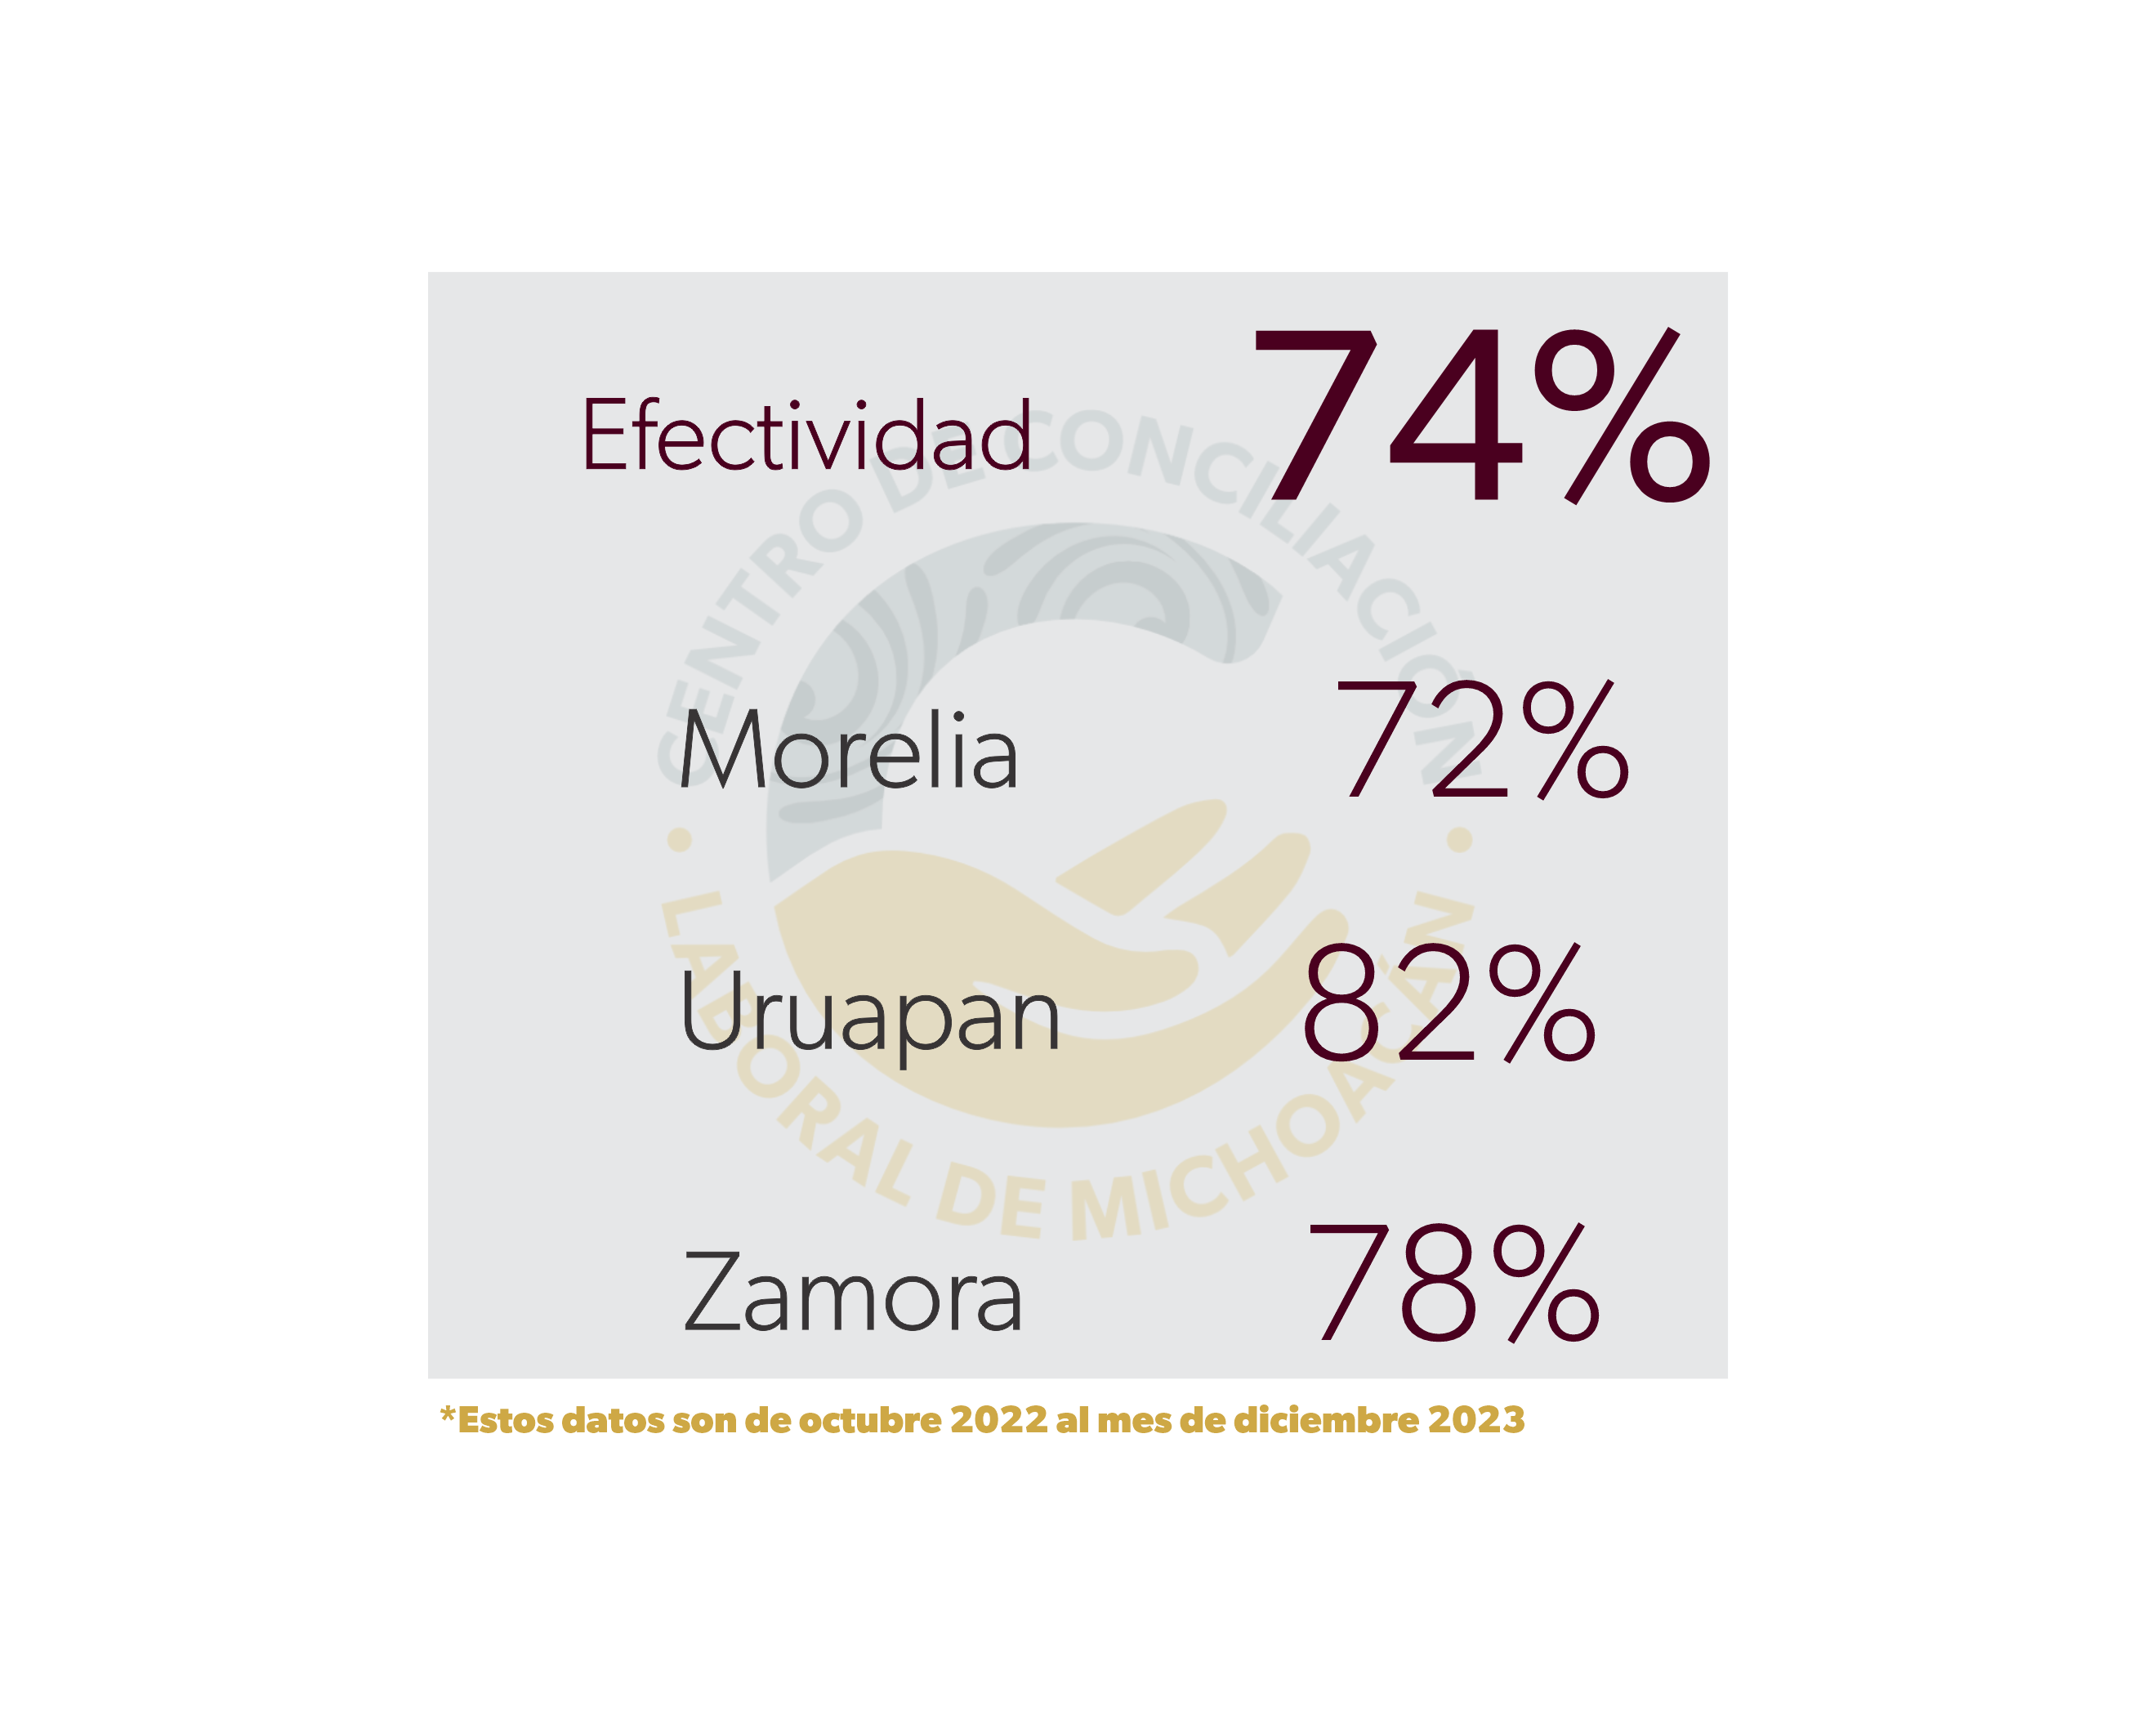 Efectividad 74%
Morelia 72%
Uruapan 82%
Zamora 78%
CENTRO DE CONCILIACIÓN
LABORAL DE MICHOACÁN
*Estos datos son de octubre 2022 al mes de diciembre 2023